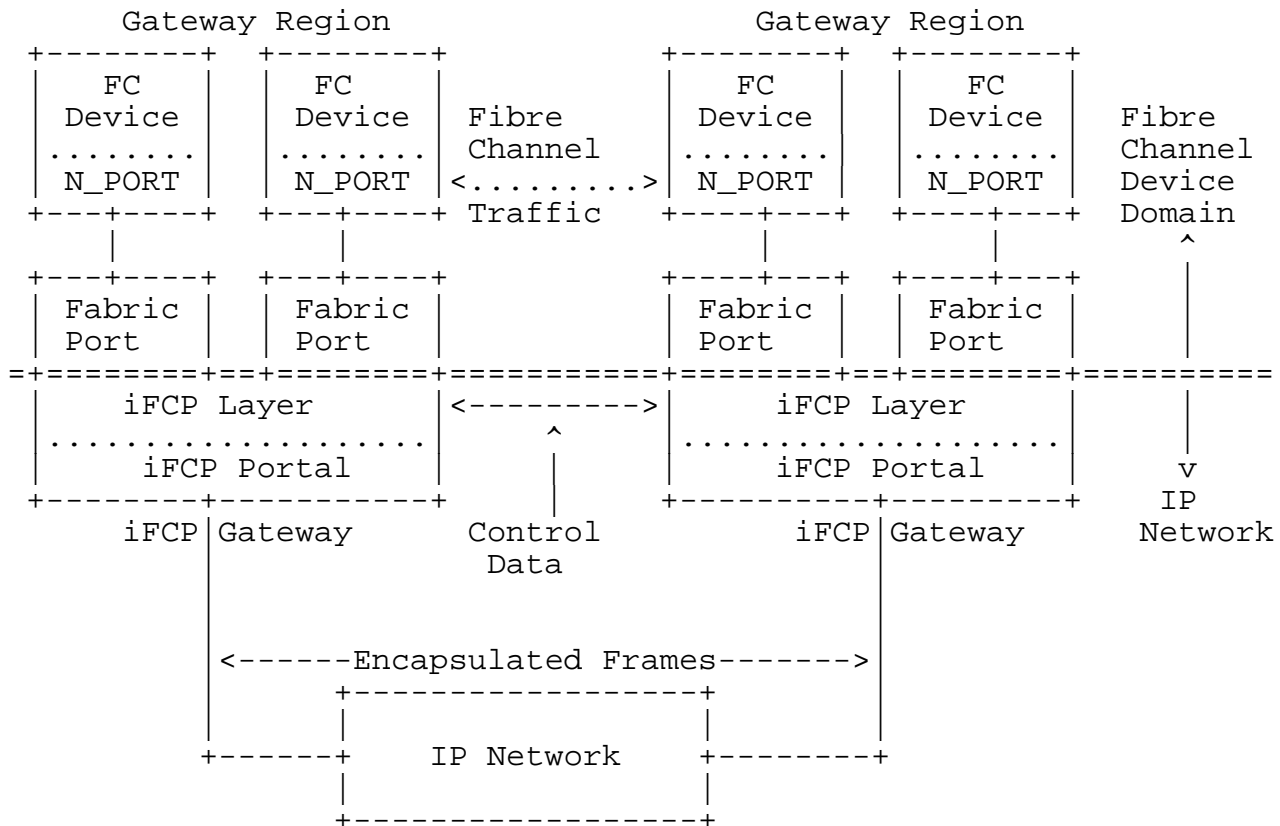 Gateway Region                    Gateway Region
   +--------+  +--------+           +--------+  +--------+
   |   FC   |  |   FC   |           |   FC   |  |   FC   |
   | Device |  | Device | Fibre     | Device |  | Device | Fibre
   |........|  |........| Channel   |........|  |........| Channel
   | N_PORT |  | N_PORT |<.........>| N_PORT |  | N_PORT | Device
   +---+----+  +---+----+ Traffic   +----+---+  +----+---+ Domain
       |           |                     |           |        ^
   +---+----+  +---+----+           +----+---+  +----+---+    |
   | Fabric |  | Fabric |           | Fabric |  | Fabric |    |
   | Port   |  | Port   |           | Port   |  | Port   |    |
  =+========+==+========+===========+========+==+========+==========
   |    iFCP Layer      |<--------->|     iFCP Layer     |    |
   |....................|     ^     |....................|    |
   |     iFCP Portal    |     |     |     iFCP Portal    |    v
   +--------+-----------+     |     +----------+---------+    IP
        iFCP|Gateway      Control         iFCP|Gateway      Network
            |              Data               |
            |                                 |
            |                                 |
            |<------Encapsulated Frames------->|
            |      +------------------+       |
            |      |                  |       |
            +------+    IP Network    +--------+
                   |                  |
                   +------------------+